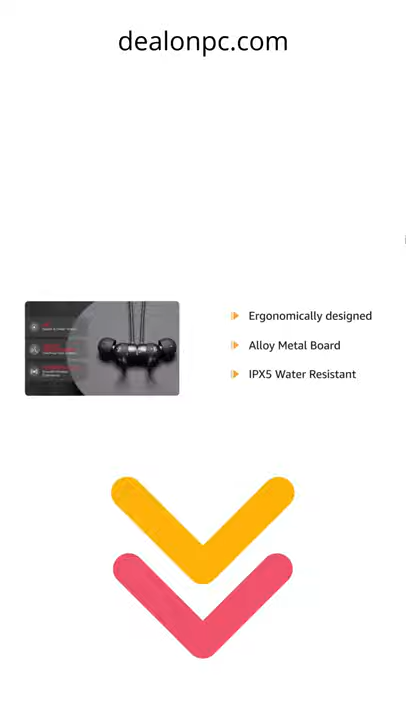 dealonpc.com
Ergonomically designed
Alloy Metal Board
IPX5 Water Resistant